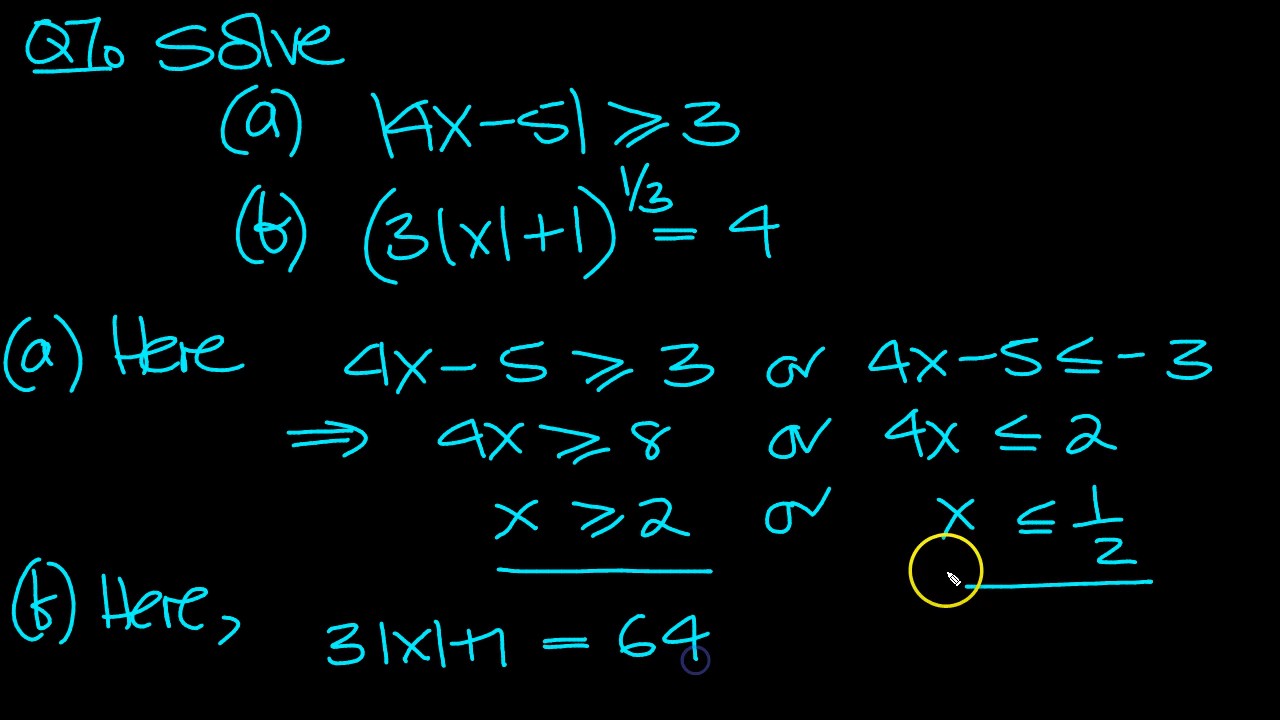 Q7. Solve
(a) |4x-5| ≥ 3
(b) (3|x|+1)^1/3 = 4
(a) Here 4x-5 ≥ 3 or 4x-5 ≤ -3
⇒ 4x ≥ 8 or 4x ≤ 2
x ≥ 2 or x ≤ 1/2
(b) Here, 3|x|+1 = 64